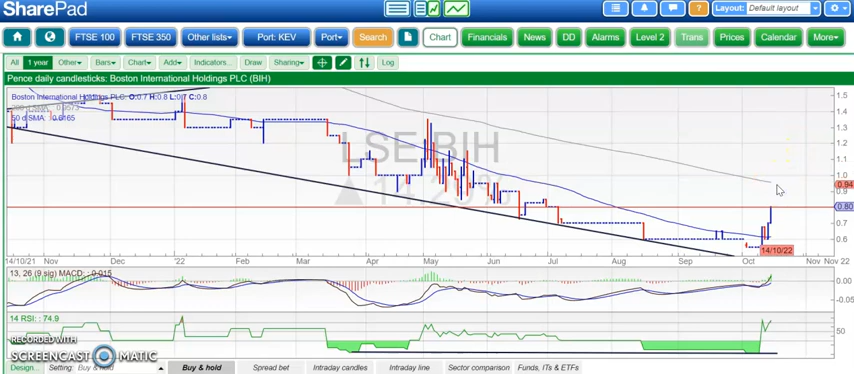 SharePad
Layout: Default layout
FTSE 100 FTSE 350 Other lists Port: KEV Port Search Chart Financials News DD Alarms Level 2 Trans Prices Calendar More
All 1 year Other Bars Chart Add Indicators... Draw Sharing Log
Pence daily candlesticks: Boston International Holdings PLC (BIH)
Boston International Holdings PLC O:0.7 H:0.8 L:0.7 C:0.8
LSE:BIH
1.5
1.4
1.3
1.2
1.1
1.0
0.94
0.80
0.7
0.6
14/10/22
14/10/21 Nov Dec '22 Feb Mar Apr May Jun Jul Aug Sep Oct Nov Nov 22
13, 26 (9 sig) MACD: -0.015
0.00
-0.05
14 RSI: 74.9
50
RECORDED WITH
SCREENCAST MATIC
Design... Setting: Buy & hold Buy & hold Spread bet Intraday candles Intraday line Sector comparison Funds, ITs & ETFs